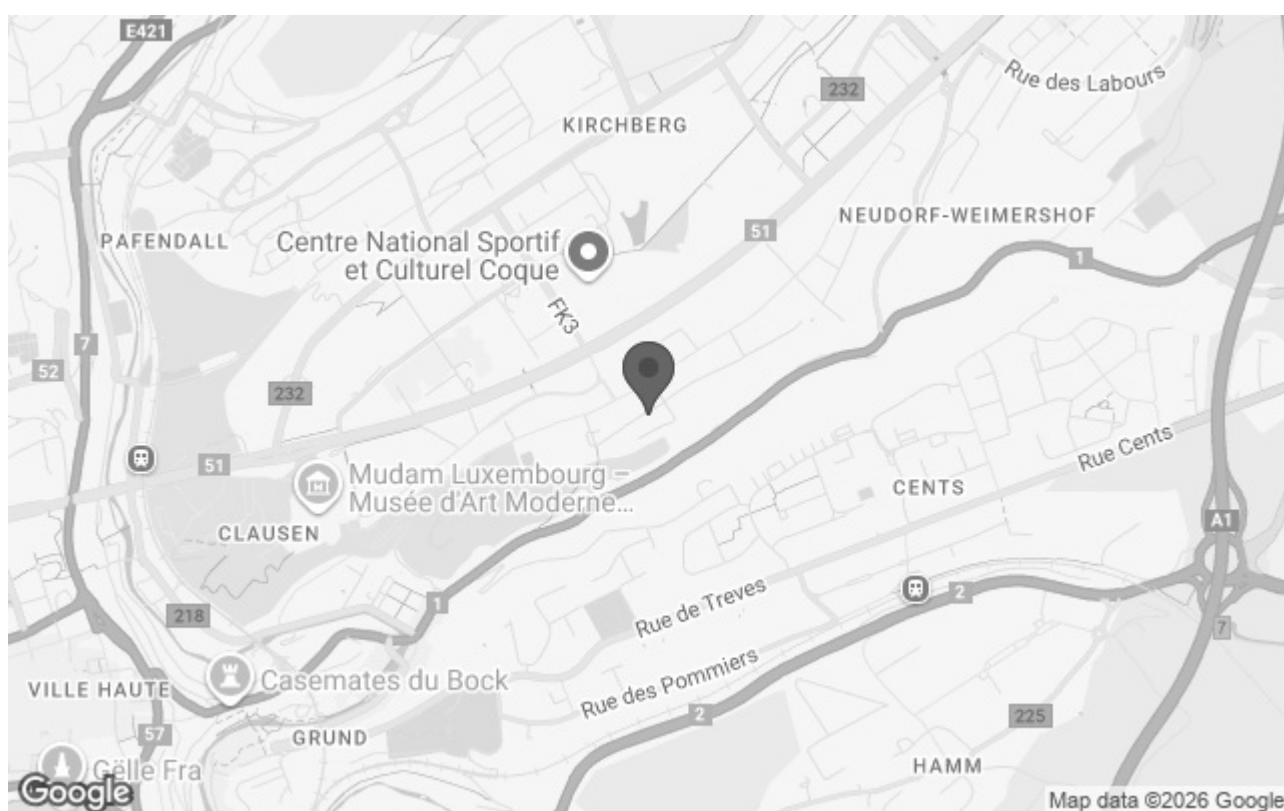 E421
Rue des Labours
232
KIRCHBERG
NEUDORF-WEIMERSHOF
PAFENDALL
51
Centre National Sportif
et Culturel Coque
1
FK3
7
52
232
51
Mudam Luxembourg –
Musée d'Art Moderne...
Rue Cents
CENTS
CLAUSEN
A1
1
2
218
Rue de Treves
7
Casemates du Bock
VILLE HAUTE
Rue des Pommiers
2
225
57
GRUND
HAMM
Gëlle Fra
Google
Map data ©2026 Google